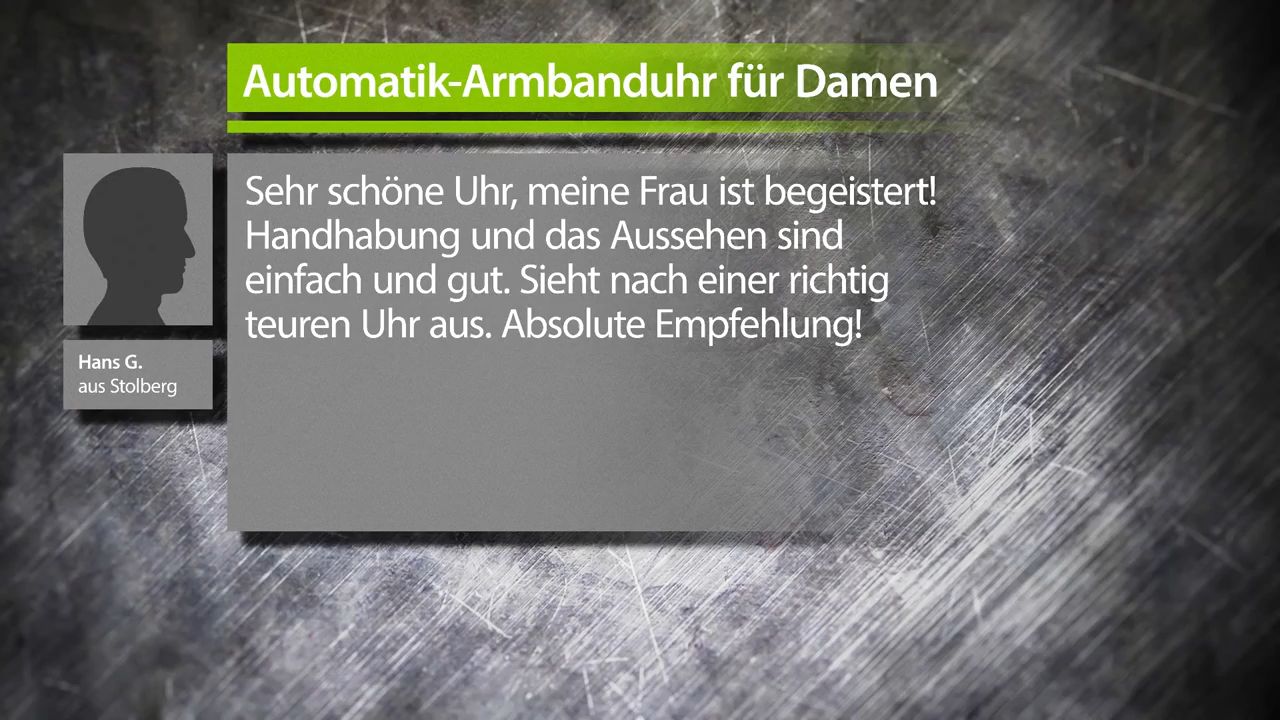 Automatik-Armbanduhr für Damen
Sehr schöne Uhr, meine Frau ist begeistert!
Handhabung und das Aussehen sind
einfach und gut. Sieht nach einer richtig
teuren Uhr aus. Absolute Empfehlung!
Hans G.
aus Stolberg